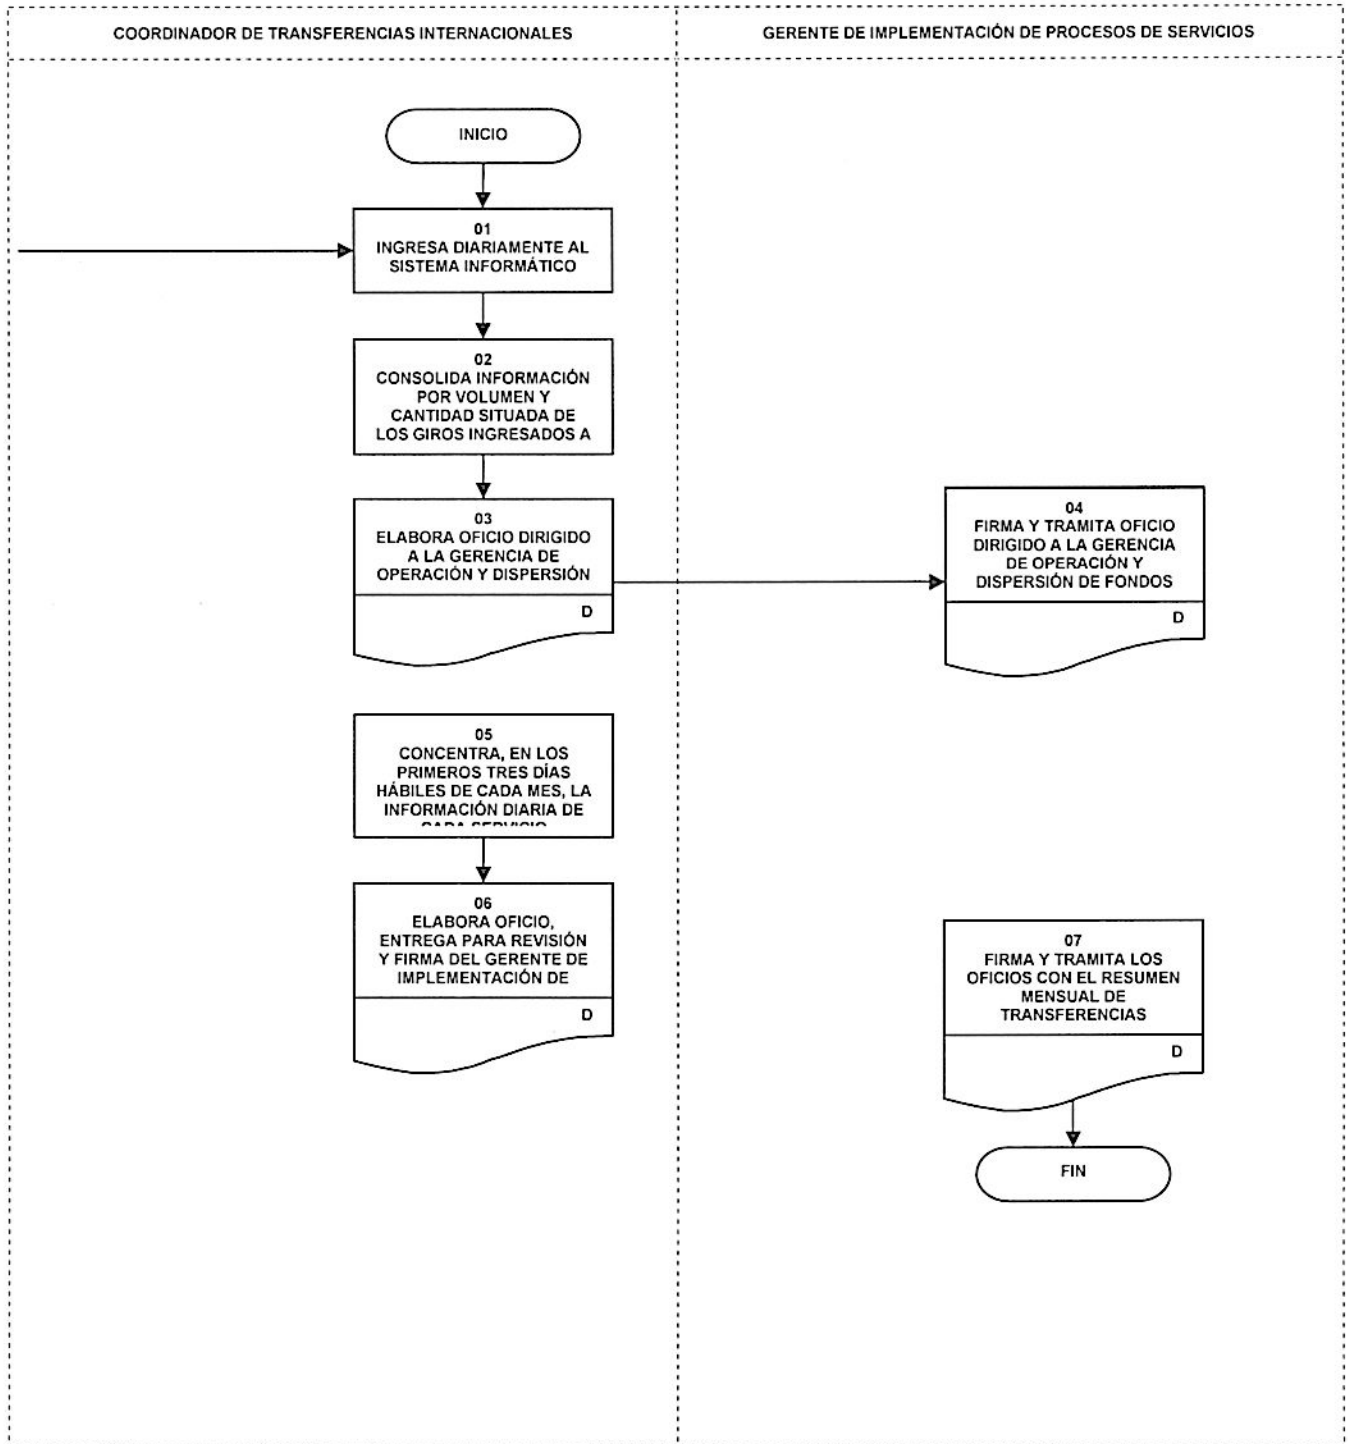 COORDINADOR DE TRANSFERENCIAS INTERNACIONALES
GERENTE DE IMPLEMENTACIÓN DE PROCESOS DE SERVICIOS
INICIO
01
INGRESA DIARIAMENTE AL
SISTEMA INFORMÁTICO
02
CONSOLIDA INFORMACIÓN
POR VOLUMEN Y
CANTIDAD SITUADA DE
LOS GIROS INGRESADOS A
03
ELABORA OFICIO DIRIGIDO
A LA GERENCIA DE
OPERACIÓN Y DISPERSIÓN
D
04
FIRMA Y TRAMITA OFICIO
DIRIGIDO A LA GERENCIA
DE OPERACIÓN Y
DISPERSIÓN DE FONDOS
D
05
CONCENTRA, EN LOS
PRIMEROS TRES DÍAS
HÁBILES DE CADA MES, LA
INFORMACIÓN DIARIA DE
CADA SERVICIO
06
ELABORA OFICIO,
ENTREGA PARA REVISIÓN
Y FIRMA DEL GERENTE DE
IMPLEMENTACIÓN DE
D
07
FIRMA Y TRAMITA LOS
OFICIOS CON EL RESUMEN
MENSUAL DE
TRANSFERENCIAS
D
FIN